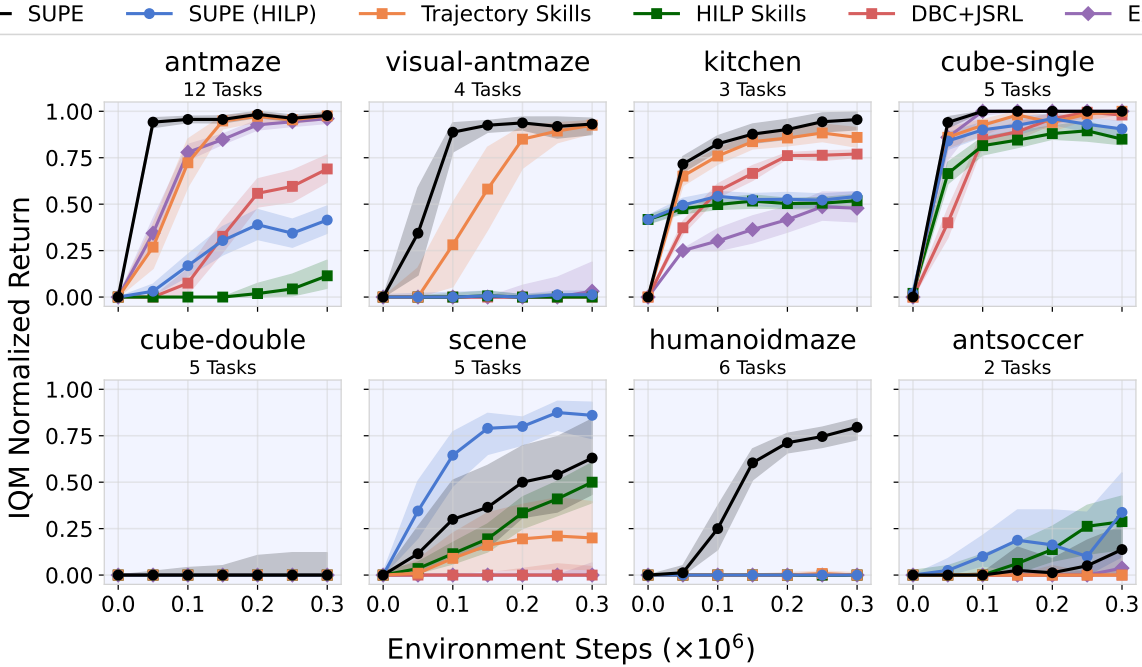 SUPE SUPE (HILP) Trajectory Skills HILP Skills DBC+JSRL E
antmaze visual-antmaze kitchen cube-single
12 Tasks 4 Tasks 3 Tasks 5 Tasks
1.00
0.75
0.50
0.25
0.00
cube-double scene humanoidmaze antsoccer
5 Tasks 5 Tasks 6 Tasks 2 Tasks
1.00
0.75
0.50
0.25
0.00
0.0 0.1 0.2 0.3 0.0 0.1 0.2 0.3 0.0 0.1 0.2 0.3 0.0 0.1 0.2 0.3
Environment Steps (×10⁶)
IQM Normalized Return